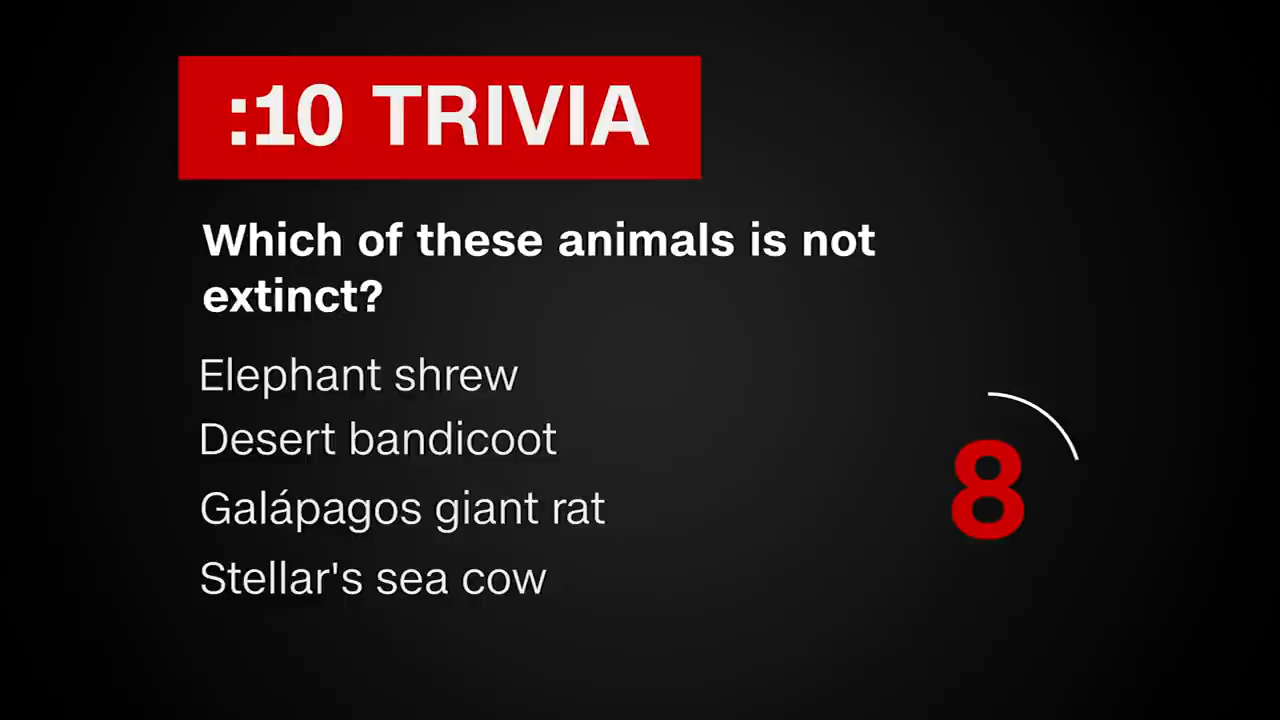 :10 TRIVIA
Which of these animals is not
extinct?
Elephant shrew
Desert bandicoot
Galápagos giant rat
Stellar's sea cow
8